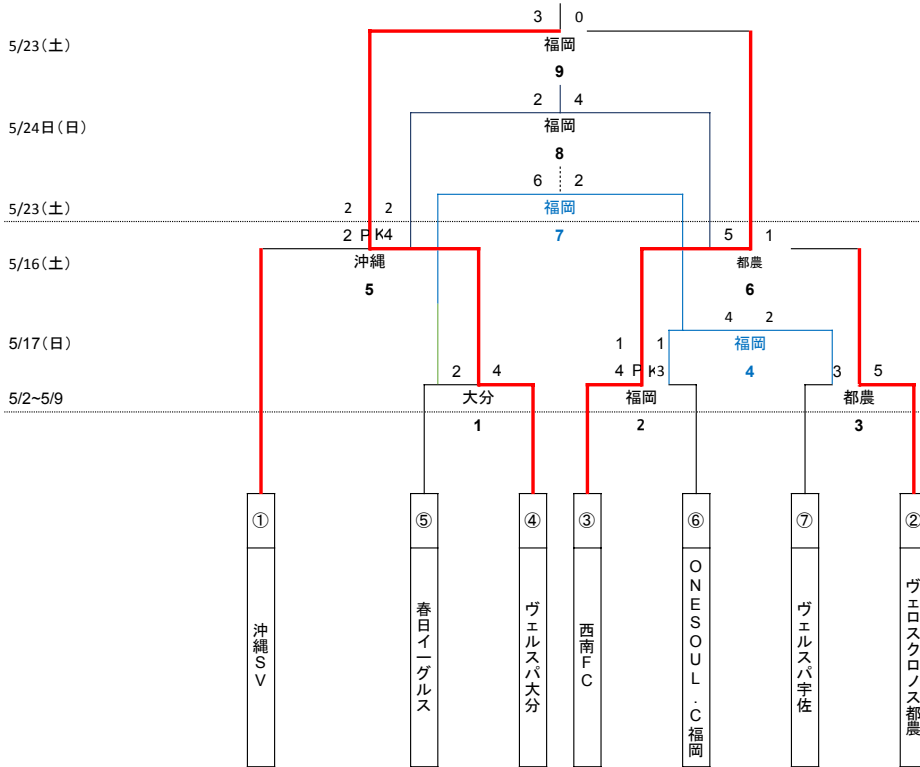 3 0
5/23(土)
福岡
9
2 4
5/24日(日)
福岡
8
6 2
5/23(土)
2 2
福岡
2 P K4
7
5 1
5/16(土)
沖縄
都農
5
6
4 2
5/17(日)
1 1
福岡
2 4
4 P K3
4
3 5
5/2~5/9
大分
福岡
都農
1
2
3
①
⑤
④
③
⑥
⑦
②
沖縄SV
春日イーグルス
ヴェルスパ大分
西南FC
ONESOUL.C福岡
ヴェルスパ宇佐
ヴェロスクロノス都農